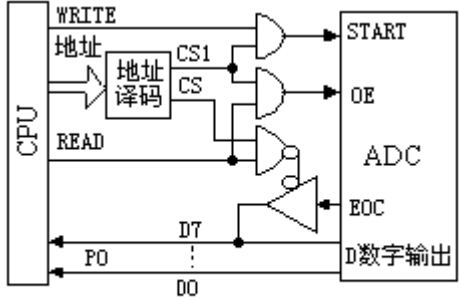 WRITE
START
地址
CS1
地址
译码
CS
OE
CPU
READ
ADC
EOC
D7
D数字输出
PO
DO